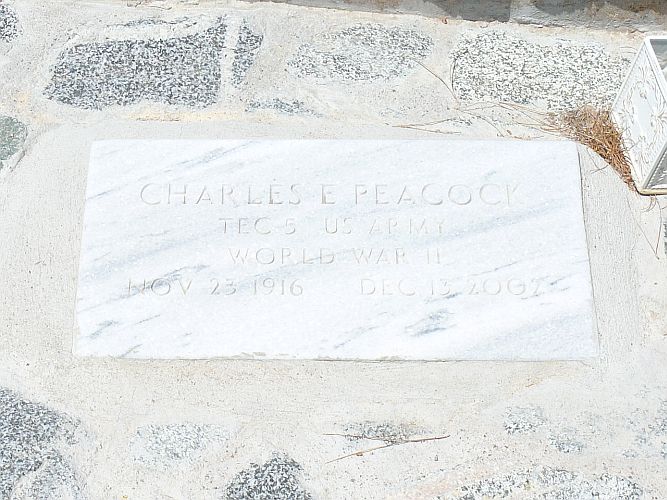 CHARLES E PEACOCK
TEC 5 US ARMY
WORLD WAR II
NOV 23 1916 DEC 13 2002